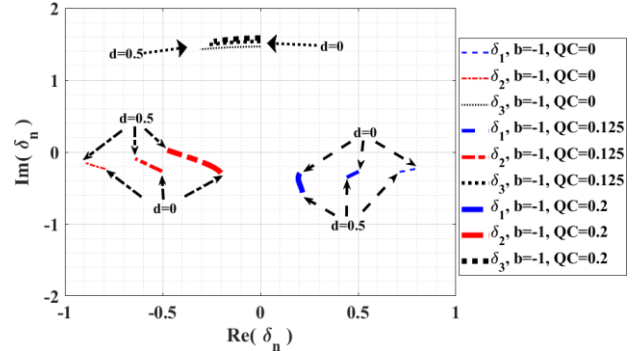 2
1
0
-1
-2
-1
-0.5
0
0.5
1
Im( δn )
Re( δn )
d=0.5
d=0
d=0.5
d=0
d=0
d=0.5
δ1, b=-1, QC=0
δ2, b=-1, QC=0
δ3, b=-1, QC=0
δ1, b=-1, QC=0.125
δ2, b=-1, QC=0.125
δ3, b=-1, QC=0.125
δ1, b=-1, QC=0.2
δ2, b=-1, QC=0.2
δ3, b=-1, QC=0.2